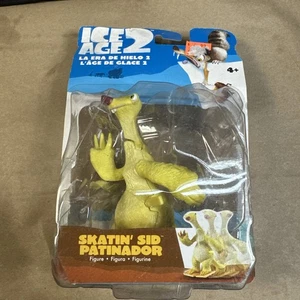 ICE
AGE 2
LA ERA DE HIELO 2
L'ÂGE DE GLACE 2
4+
SKATIN' SID
PATINADOR
Figure • Figura • Figurine